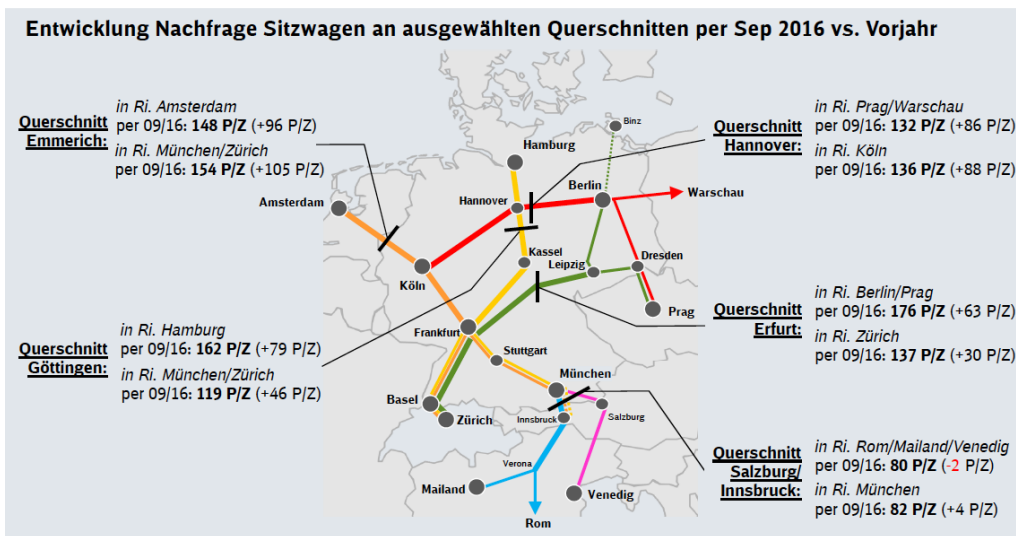 Entwicklung Nachfrage Sitzwagen an ausgewählten Querschnitten per Sep 2016 vs. Vorjahr
Querschnitt
Emmerich:
in Ri. Amsterdam
per 09/16: 148 P/Z (+96 P/Z)
in Ri. München/Zürich
per 09/16: 154 P/Z (+105 P/Z)
Querschnitt
Göttingen:
in Ri. Hamburg
per 09/16: 162 P/Z (+79 P/Z)
in Ri. München/Zürich
per 09/16: 119 P/Z (+46 P/Z)
Binz
Hamburg
Berlin
Warschau
Hannover
Amsterdam
Kassel
Leipzig
Dresden
Köln
Prag
Frankfurt
Stuttgart
München
Basel
Zürich
Innsbruck
Salzburg
Verona
Mailand
Venedig
Rom
Querschnitt
Hannover:
in Ri. Prag/Warschau
per 09/16: 132 P/Z (+86 P/Z)
in Ri. Köln
per 09/16: 136 P/Z (+88 P/Z)
Querschnitt
Erfurt:
in Ri. Berlin/Prag
per 09/16: 176 P/Z (+63 P/Z)
in Ri. Zürich
per 09/16: 137 P/Z (+30 P/Z)
Querschnitt
Salzburg/
Innsbruck:
in Ri. Rom/Mailand/Venedig
per 09/16: 80 P/Z (-2 P/Z)
in Ri. München
per 09/16: 82 P/Z (+4 P/Z)